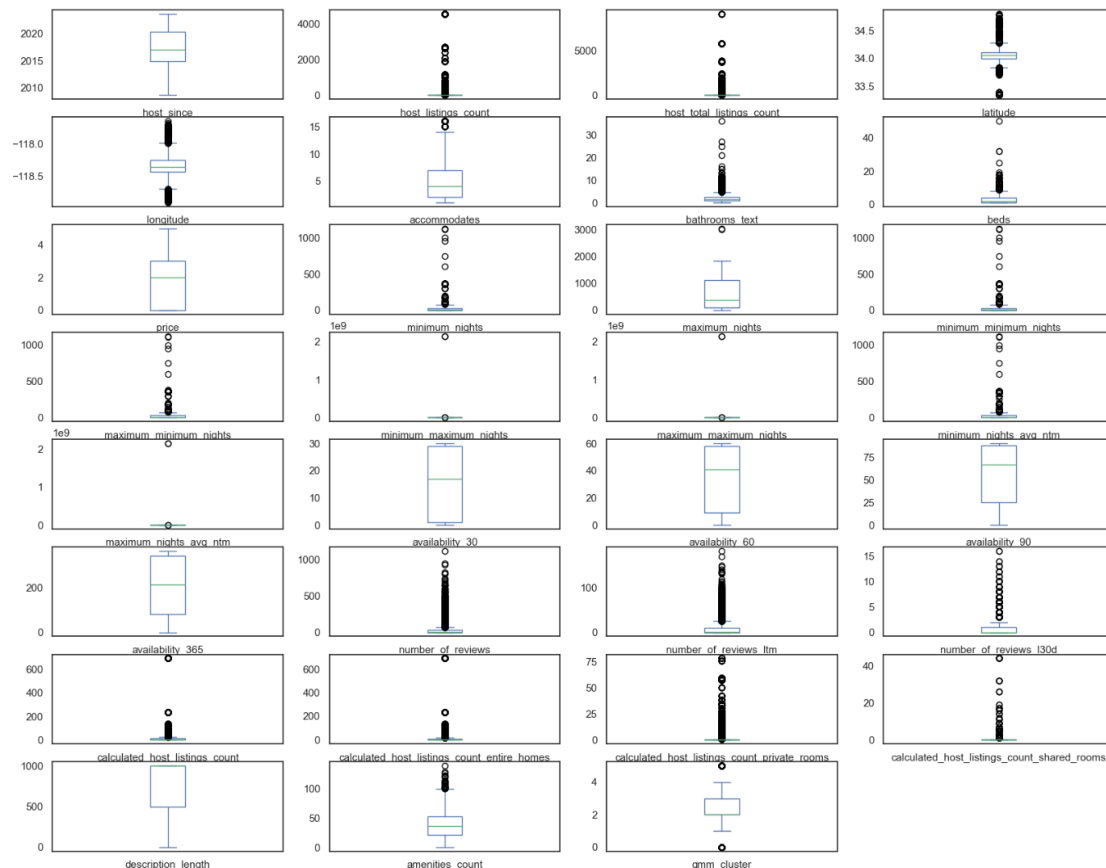 2020
2015
2010
host_since
4000
2000
0
host_listings_count
5000
0
host_total_listings_count
34.5
34.0
33.5
latitude
−118.0
−118.5
longitude
15
10
5
accommodates
30
20
10
0
bathrooms_text
40
20
0
beds
4
2
0
price
1000
500
0
minimum_nights
3000
2000
1000
0
maximum_nights
1000
500
0
minimum_minimum_nights
1000
500
0
maximum_minimum_nights
1e9
2
1
0
minimum_maximum_nights
1e9
2
1
0
maximum_maximum_nights
1000
500
0
minimum_nights_avg_ntm
1e9
2
1
0
maximum_nights_avg_ntm
30
20
10
0
availability_30
60
40
20
0
availability_60
75
50
25
0
availability_90
200
0
availability_365
1000
500
0
number_of_reviews
100
0
number_of_reviews_ltm
15
10
5
0
number_of_reviews_l30d
600
400
200
0
calculated_host_listings_count
600
400
200
0
calculated_host_listings_count_entire_homes
75
50
25
0
calculated_host_listings_count_private_rooms
40
20
0
calculated_host_listings_count_shared_rooms
1000
500
0
description_length
100
50
0
amenities_count
4
2
0
gmm_cluster